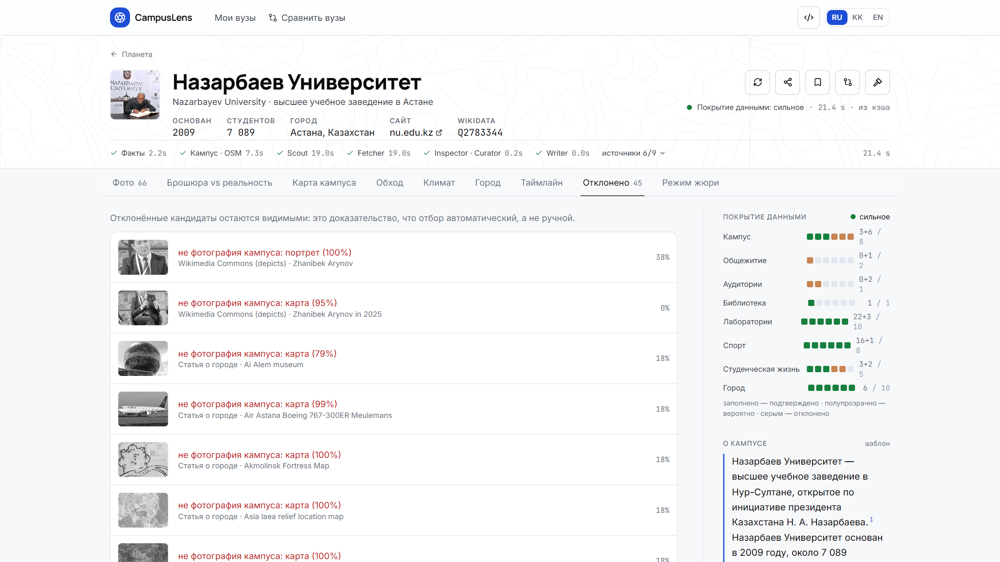 CampusLens
Мои вузы
Сравнить вузы
RU KK EN
Планета
NAZARBAYEV
UNIVERSITY
Назарбаев Университет
Nazarbayev University · высшее учебное заведение в Астане
ОСНОВАН
2009
СТУДЕНТОВ
7 089
ГОРОД
Астана, Казахстан
САЙТ
nu.edu.kz
WIKIDATA
Q2783344
Покрытие данными: сильное · 21.4 s · из кэша
Факты 2.2s Кампус · OSM 7.3s Scout 19.0s Fetcher 19.0s Inspector · Curator 0.2s Writer 0.0s источники 6/9 21.4 s
Фото 66 Брошюра vs реальность Карта кампуса Обход Климат Город Таймлайн Отклонено 45 Режим жюри
Отклонённые кандидаты остаются видимыми: это доказательство, что отбор автоматический, а не ручной.
не фотография кампуса: портрет (100%)
Wikimedia Commons (depicts) · Zhanibek Arynov
38%
не фотография кампуса: карта (95%)
Wikimedia Commons (depicts) · Zhanibek Arynov in 2025
0%
не фотография кампуса: карта (79%)
Статья о городе · Ai Alem museum
18%
не фотография кампуса: карта (99%)
Статья о городе · Air Astana Boeing 767-300ER Meulemans
18%
не фотография кампуса: карта (100%)
Статья о городе · Akmolinsk Fortress Map
18%
не фотография кампуса: карта (100%)
Статья о городе · Asia laea relief location map
18%
не фотография кампуса: карта (100%)
18%
ПОКРЫТИЕ ДАННЫМИ
сильное
Кампус 3+6 /
8
Общежитие 0+1 /
2
Аудитории 0+2 /
1
Библиотека 1 / 1
Лаборатории 22+3 /
10
Спорт 16+1 /
8
Студенческая жизнь 3+2 /
5
Город 6 / 10
заполнено — подтверждено · полупрозрачно —
вероятно · серым — отклонено
О КАМПУСЕ
шаблон
Назарбаев Университет —
высшее учебное заведение в
Нур-Султане, открытое по
инициативе президента
Казахстана Н. А. Назарбаева. 1
Назарбаев Университет основан
в 2009 году, около 7 089